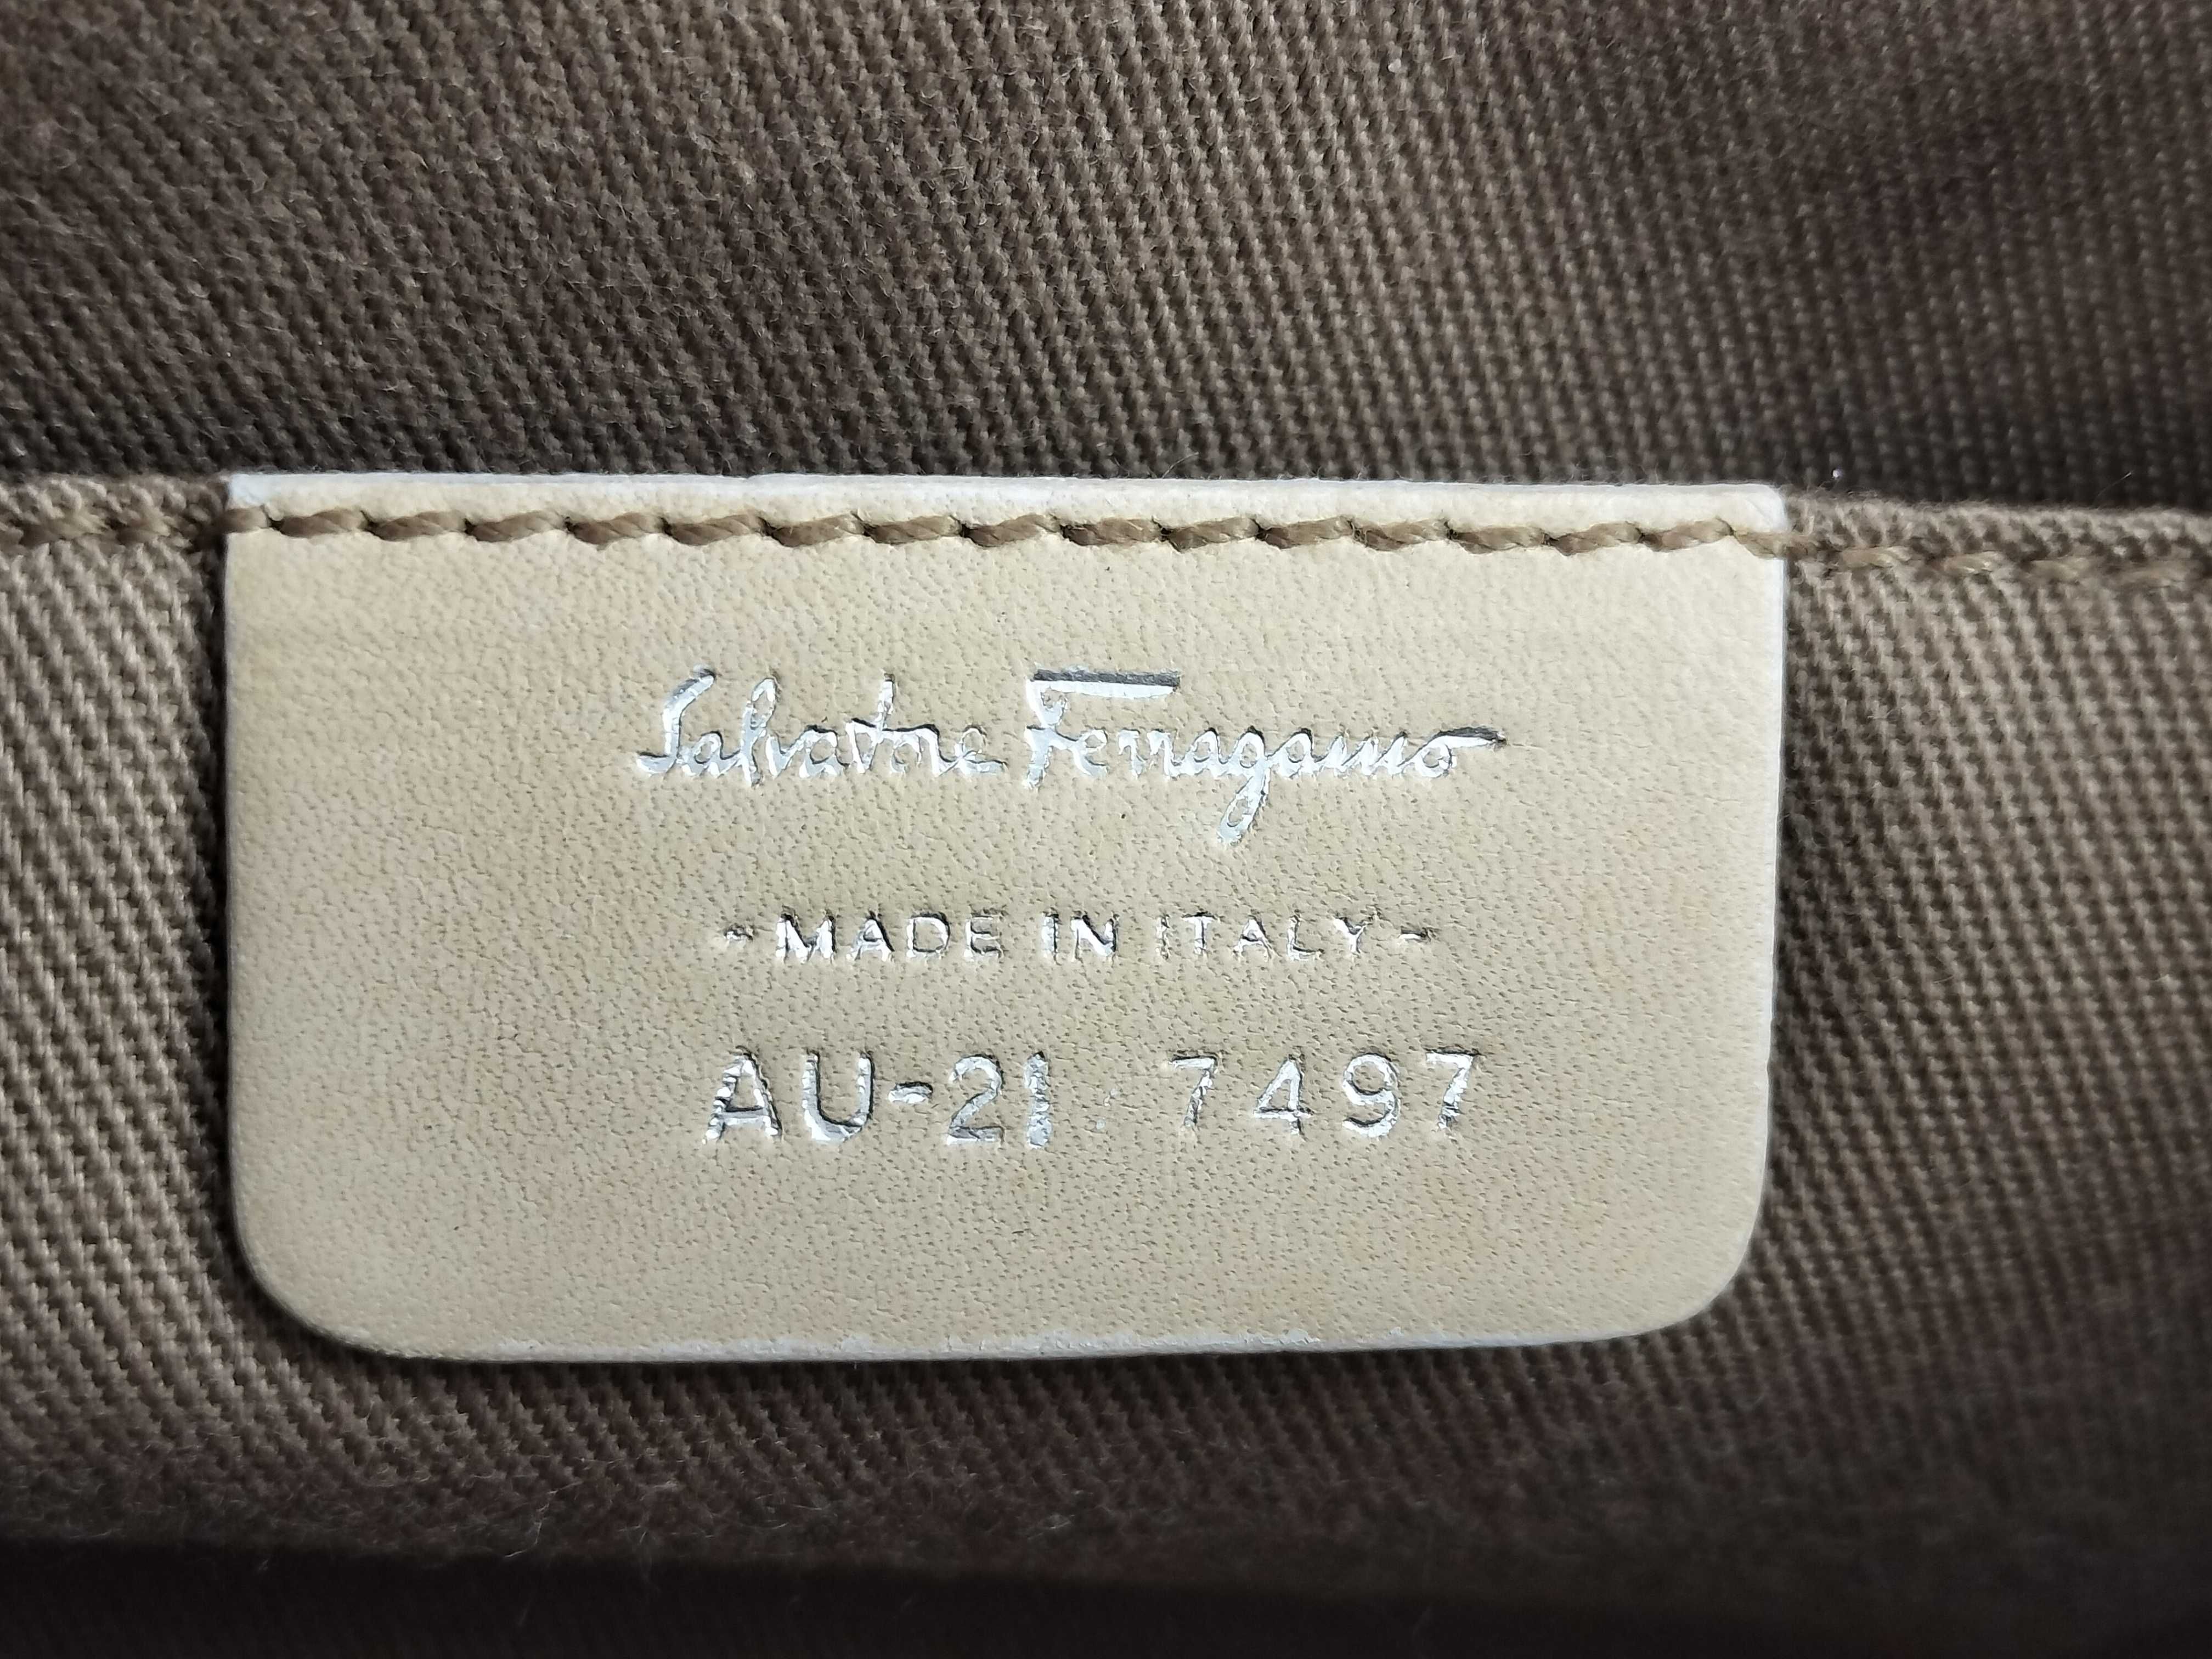 Salvatore Ferragamo
-MADE IN ITALY-
AU-21 7497